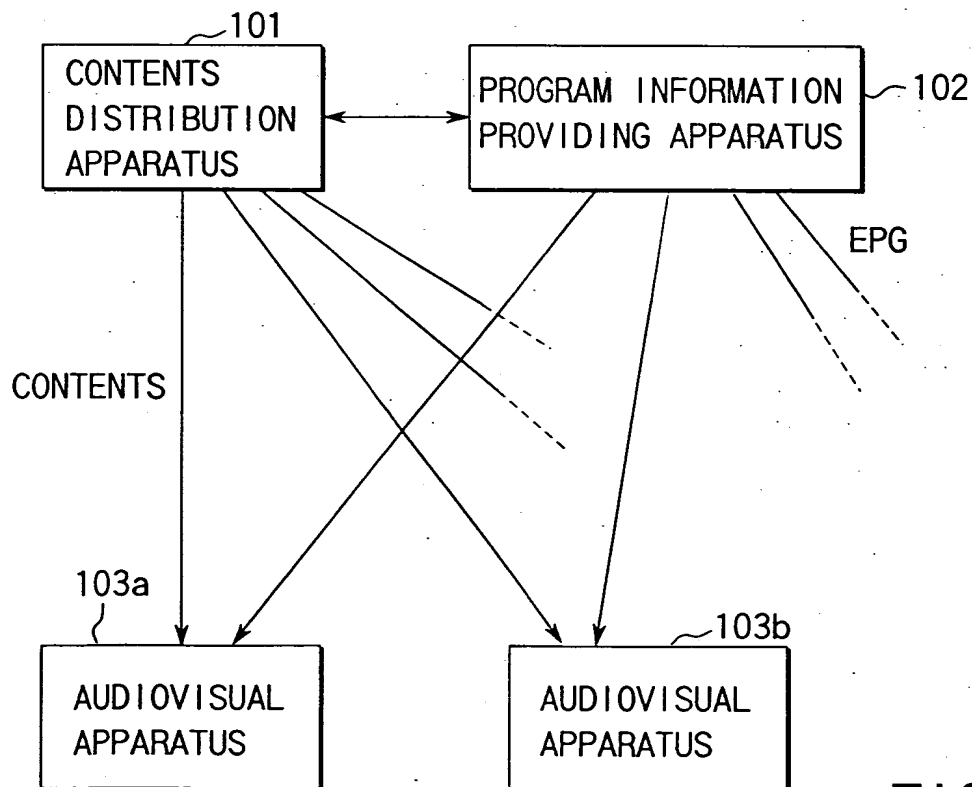 101
CONTENTS
DISTRIBUTION
APPARATUS
PROGRAM INFORMATION
PROVIDING APPARATUS
102
EPG
CONTENTS
103a
103b
AUDIOVISUAL
APPARATUS
AUDIOVISUAL
APPARATUS